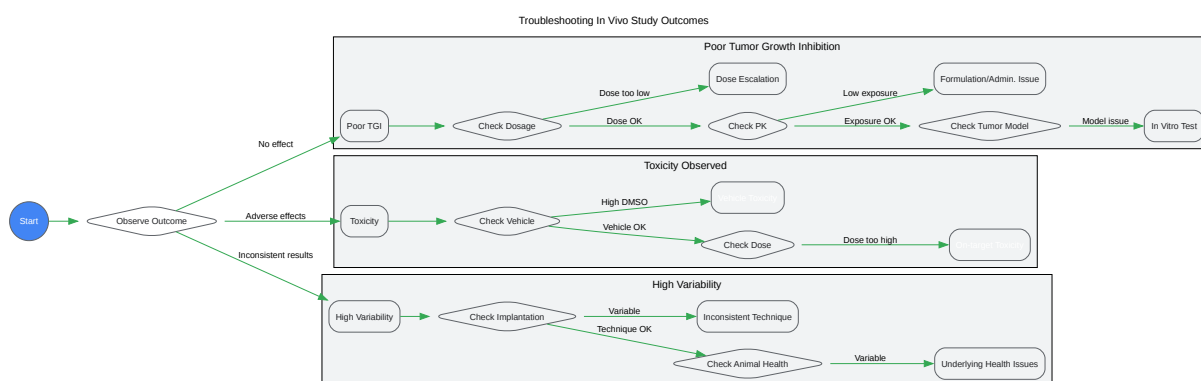 Troubleshooting In Vivo Study Outcomes
Poor Tumor Growth Inhibition
Dose Escalation
Formulation/Admin. Issue
Dose too low
Low exposure
Poor TGI
Check Dosage
Dose OK
Check PK
Exposure OK
Check Tumor Model
Model issue
In Vitro Test
No effect
Toxicity Observed
High DMSO
Start
Observe Outcome
Adverse effects
Toxicity
Check Vehicle
Vehicle OK
Check Dose
Dose too high
Inconsistent results
High Variability
High Variability
Check Implantation
Variable
Inconsistent Technique
Technique OK
Check Animal Health
Variable
Underlying Health Issues